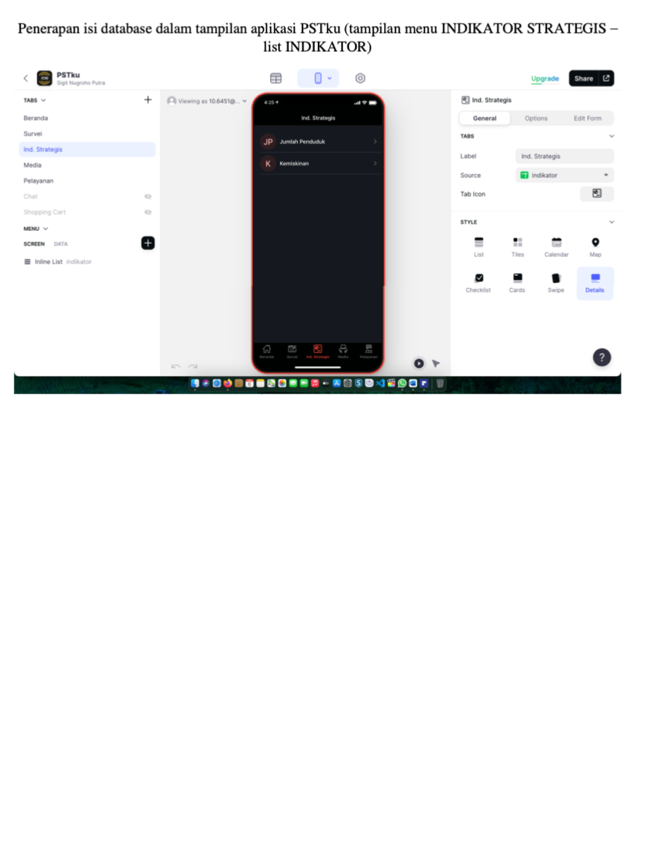 Penerapan isi database dalam tampilan aplikasi PSTku (tampilan menu INDIKATOR STRATEGIS –
list INDIKATOR)
PSTku
Sigit Nugroho Putra
Upgrade
Share
TABS
Beranda
Survei
Ind. Strategis
Media
Pelayanan
Chat
Shopping Cart
MENU
SCREEN DATA
Inline List Indikator
Viewing as 10.6451@...
4:25
Ind. Strategis
JP Jumlah Penduduk
K Kemiskinan
Beranda Survei Ind. Strategis Media Pelayanan
Ind. Strategis
General Options Edit Form
TABS
Label Ind. Strategis
Source Indikator
Tab Icon
STYLE
List Tiles Calendar Map
Checklist Cards Swipe Details
?